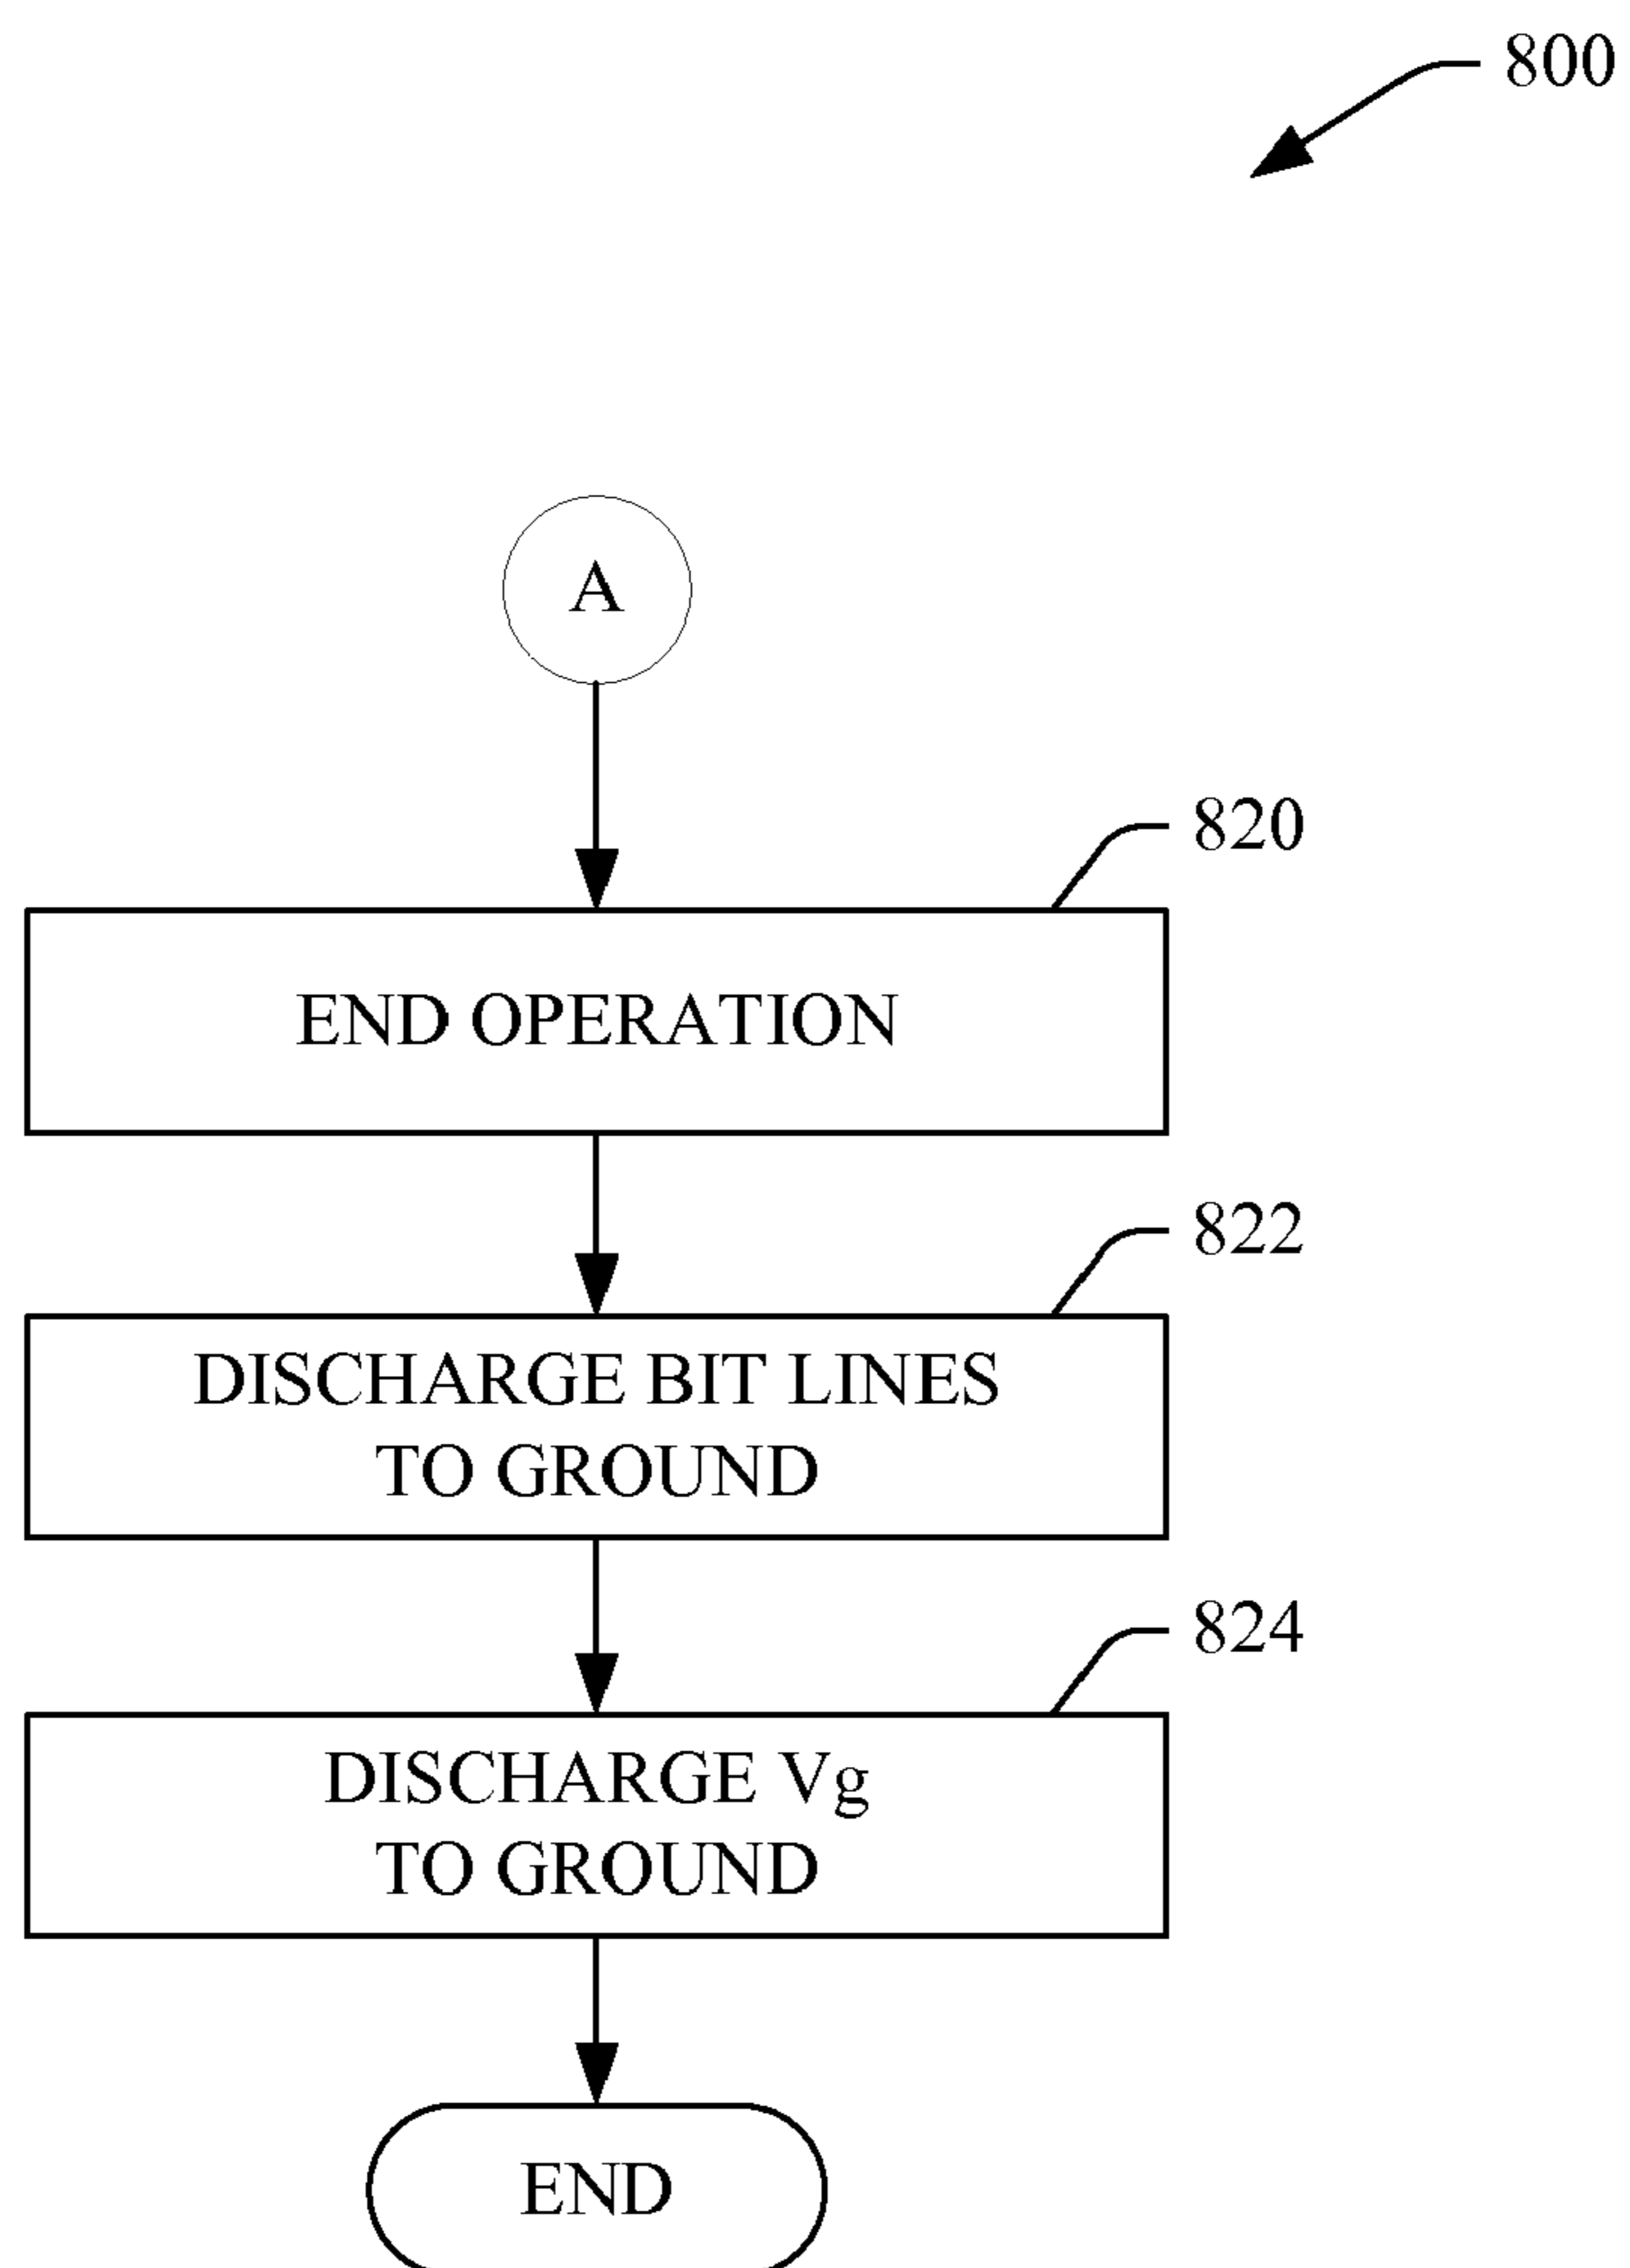 800
A
820
END OPERATION
822
DISCHARGE BIT LINES
TO GROUND
824
DISCHARGE Vg
TO GROUND
END